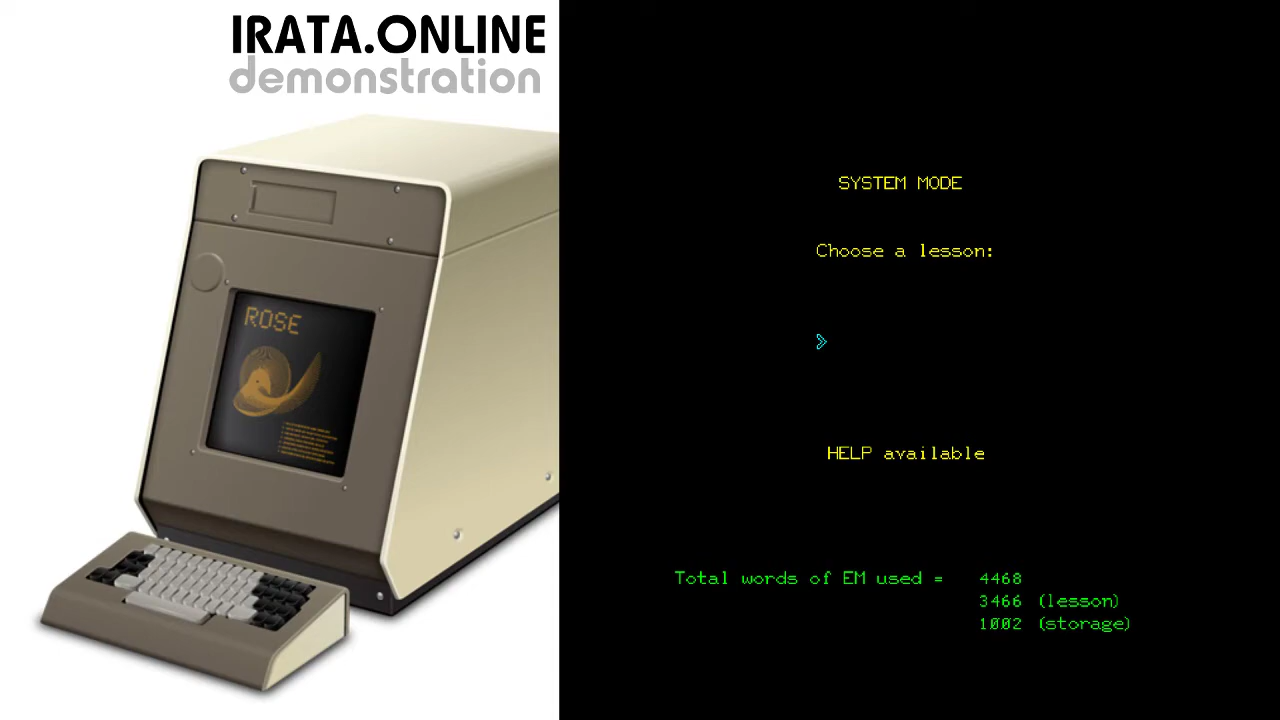 IRATA.ONLINE
demonstration
ROSE
SYSTEM MODE
Choose a lesson:
>
HELP available
Total words of EM used = 4468
3466 (lesson)
1002 (storage)